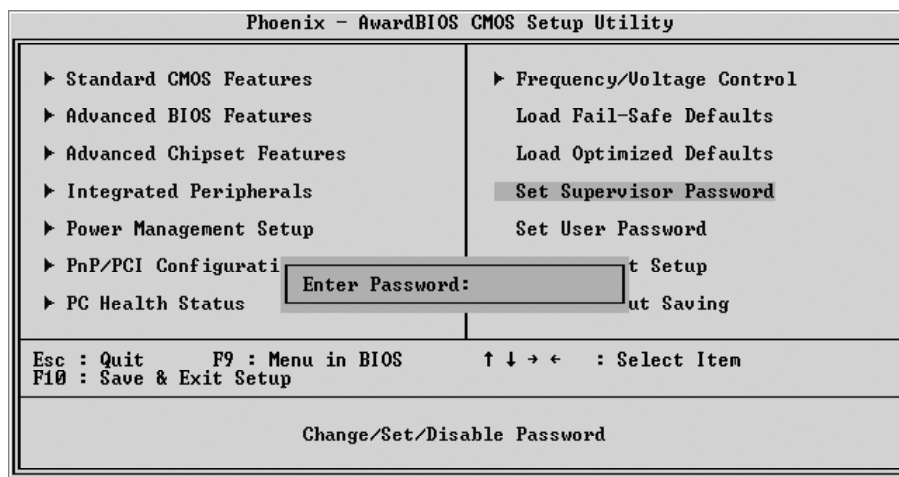 Phoenix - AwardBIOS CMOS Setup Utility
▶ Standard CMOS Features
▶ Advanced BIOS Features
▶ Advanced Chipset Features
▶ Integrated Peripherals
▶ Power Management Setup
▶ PnP/PCI Configurati
▶ PC Health Status
▶ Frequency/Voltage Control
Load Fail-Safe Defaults
Load Optimized Defaults
Set Supervisor Password
Set User Password
t Setup
ut Saving
Enter Password:
Esc : Quit F9 : Menu in BIOS ↑ ↓ → ← : Select Item
F10 : Save & Exit Setup
Change/Set/Disable Password